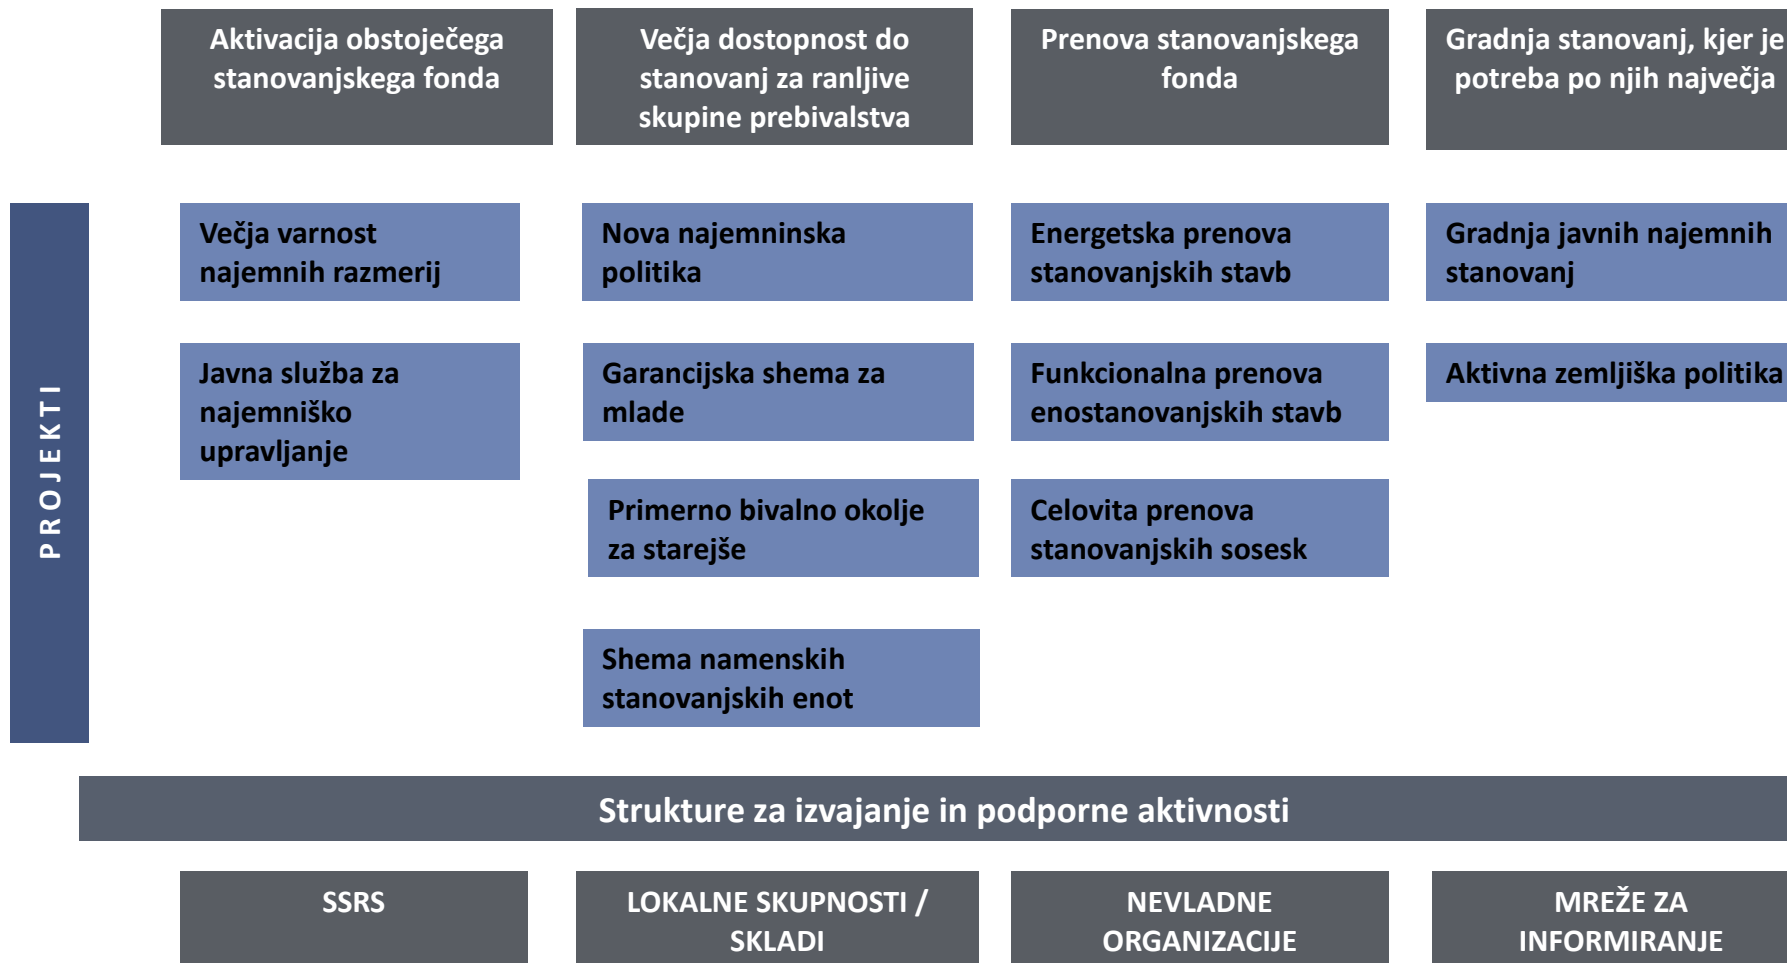 Aktivacija obstoječega
stanovanjskega fonda
Večja dostopnost do
stanovanj za ranljive
skupine prebivalstva
Prenova stanovanjskega
fonda
Gradnja stanovanj, kjer je
potreba po njih največja
PROJEKTI
Večja varnost
najemnih razmerij
Javna služba za
najemniško
upravljanje
Nova najemninska
politika
Garancijska shema za
mlade
Primerno bivalno okolje
za starejše
Shema namenskih
stanovanjskih enot
Energetska prenova
stanovanjskih stavb
Funkcionalna prenova
enostanovanjskih stavb
Celovita prenova
stanovanjskih sosesk
Gradnja javnih najemnih
stanovanj
Aktivna zemljiška politika
Strukture za izvajanje in podporne aktivnosti
SSRS
LOKALNE SKUPNOSTI /
SKLADI
NEVLADNE
ORGANIZACIJE
MREŽE ZA
INFORMIRANJE